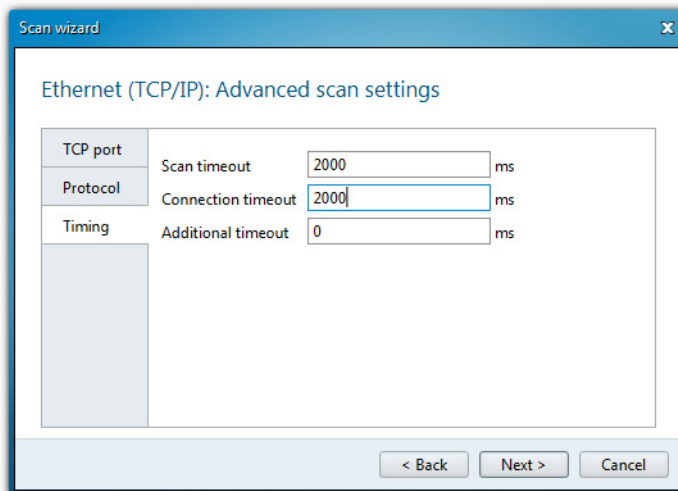 Scan wizard
x
Ethernet (TCP/IP): Advanced scan settings
TCP port
Protocol
Timing
Scan timeout 2000 ms
Connection timeout 2000 ms
Additional timeout 0 ms
< Back Next > Cancel